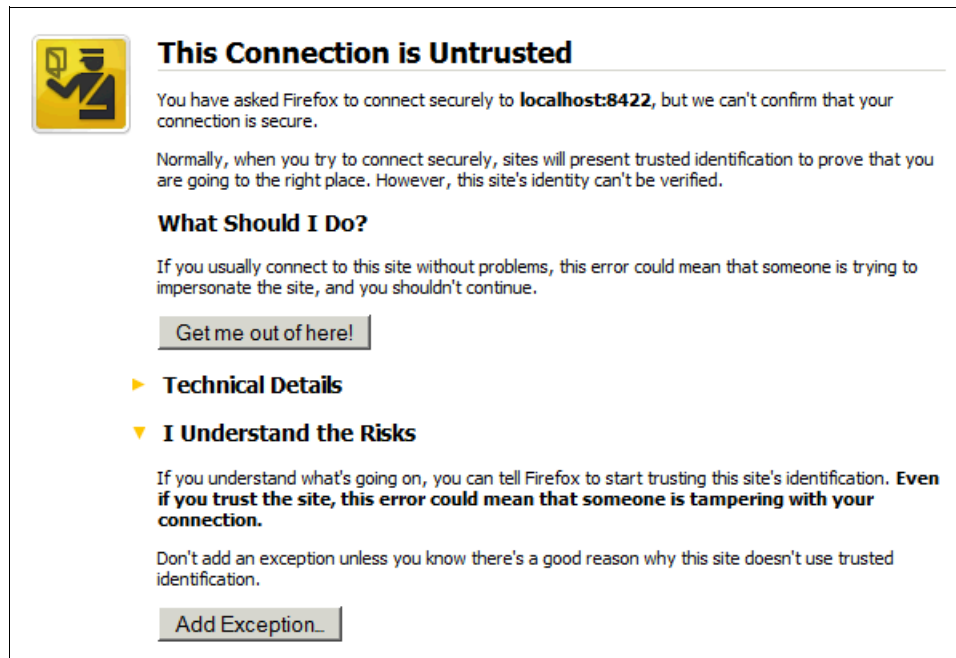 This Connection is Untrusted
You have asked Firefox to connect securely to localhost:8422, but we can't confirm that your
connection is secure.
Normally, when you try to connect securely, sites will present trusted identification to prove that you
are going to the right place. However, this site's identity can't be verified.
What Should I Do?
If you usually connect to this site without problems, this error could mean that someone is trying to
impersonate the site, and you shouldn't continue.
Get me out of here!
Technical Details
I Understand the Risks
If you understand what's going on, you can tell Firefox to start trusting this site's identification. Even
if you trust the site, this error could mean that someone is tampering with your
connection.
Don't add an exception unless you know there's a good reason why this site doesn't use trusted
identification.
Add Exception...